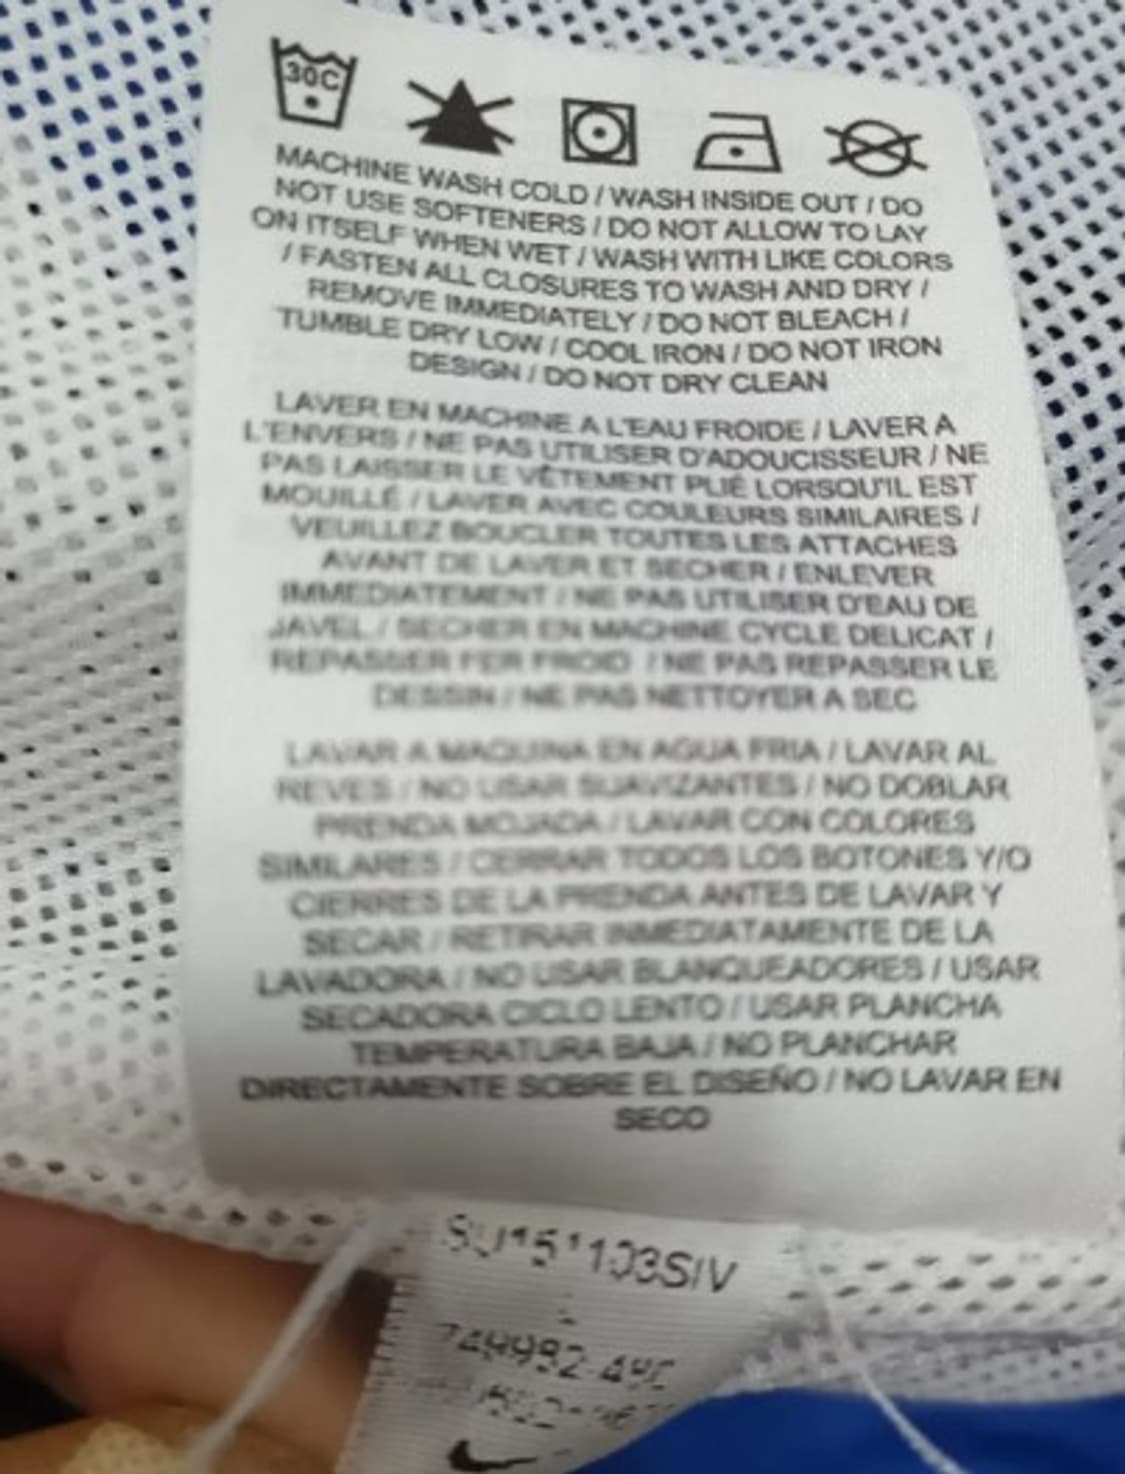 30C
MACHINE WASH COLD / WASH INSIDE OUT / DO
NOT USE SOFTENERS / DO NOT ALLOW TO LAY
ON ITSELF WHEN WET / WASH WITH LIKE COLORS
/ FASTEN ALL CLOSURES TO WASH AND DRY /
REMOVE IMMEDIATELY / DO NOT BLEACH /
TUMBLE DRY LOW / COOL IRON / DO NOT IRON
DESIGN / DO NOT DRY CLEAN
LAVER EN MACHINE A L'EAU FROIDE / LAVER A
L'ENVERS / NE PAS UTILISER D'ADOUCISSEUR / NE
PAS LAISSER LE VÊTEMENT PLIÉ LORSQU'IL EST
MOUILLÉ / LAVER AVEC COULEURS SIMILAIRES /
VEUILLEZ BOUCLER TOUTES LES ATTACHES
AVANT DE LAVER ET SECHER / ENLEVER
IMMEDIATEMENT / NE PAS UTILISER D'EAU DE
JAVEL / SECHER EN MACHINE CYCLE DELICAT /
REPASSER FER FROID / NE PAS REPASSER LE
DESSIN / NE PAS NETTOYER A SEC
LAVAR A MAQUINA EN AGUA FRIA / LAVAR AL
REVES / NO USAR SUAVIZANTES / NO DOBLAR
PRENDA MOJADA / LAVAR CON COLORES
SIMILARES / CERRAR TODOS LOS BOTONES Y/O
CIERRES DE LA PRENDA ANTES DE LAVAR Y
SECAR / RETIRAR INMEDIATAMENTE DE LA
LAVADORA / NO USAR BLANQUEADORES / USAR
SECADORA CICLO LENTO / USAR PLANCHA
TEMPERATURA BAJA / NO PLANCHAR
DIRECTAMENTE SOBRE EL DISEÑO / NO LAVAR EN
SECO